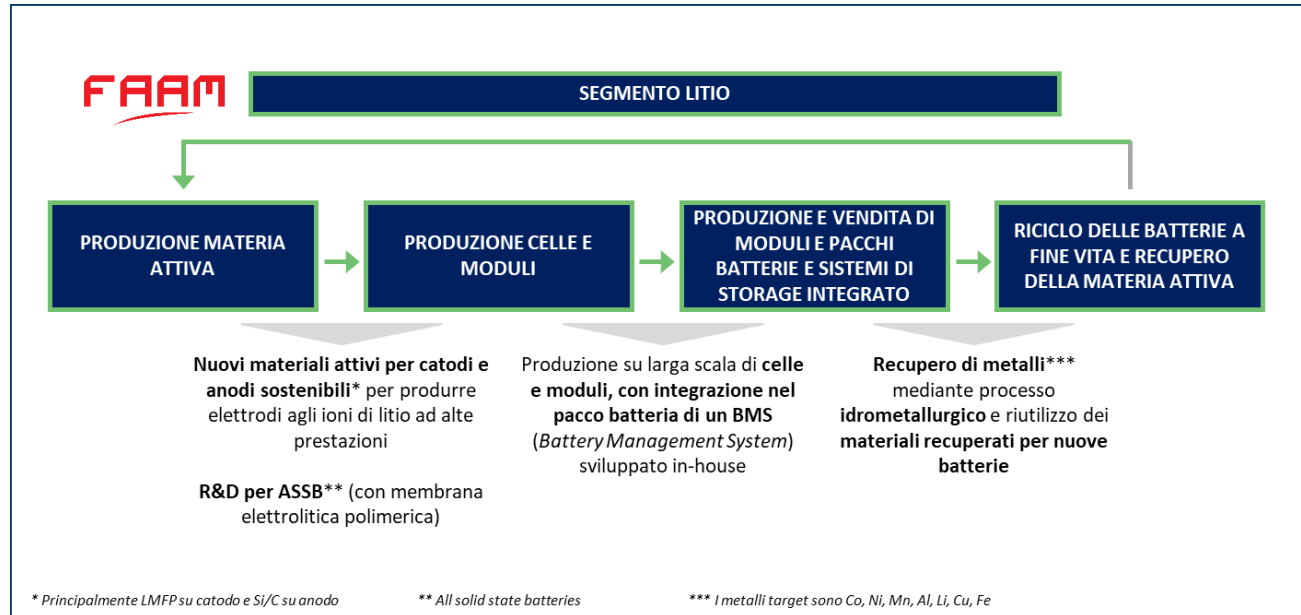 FAAM
SEGMENTO LITIO
PRODUZIONE MATERIA
ATTIVA
PRODUZIONE CELLE E
MODULI
PRODUZIONE E VENDITA DI
MODULI E PACCHI
BATTERIE E SISTEMI DI
STORAGE INTEGRATO
RICICLO DELLE BATTERIE A
FINE VITA E RECUPERO
DELLA MATERIA ATTIVA
Nuovi materiali attivi per catodi e
anodi sostenibili* per produrre
elettrodi agli ioni di litio ad alte
prestazioni
R&D per ASSB** (con membrana
elettrolitica polimerica)
Produzione su larga scala di celle
e moduli, con integrazione nel
pacco batteria di un BMS
(Battery Management System)
sviluppato in-house
Recupero di metalli***
mediante processo
idrometallurgico e riutilizzo dei
materiali recuperati per nuove
batterie
* Principalmente LMFP su catodo e Si/C su anodo
** All solid state batteries
*** I metalli target sono Co, Ni, Mn, Al, Li, Cu, Fe